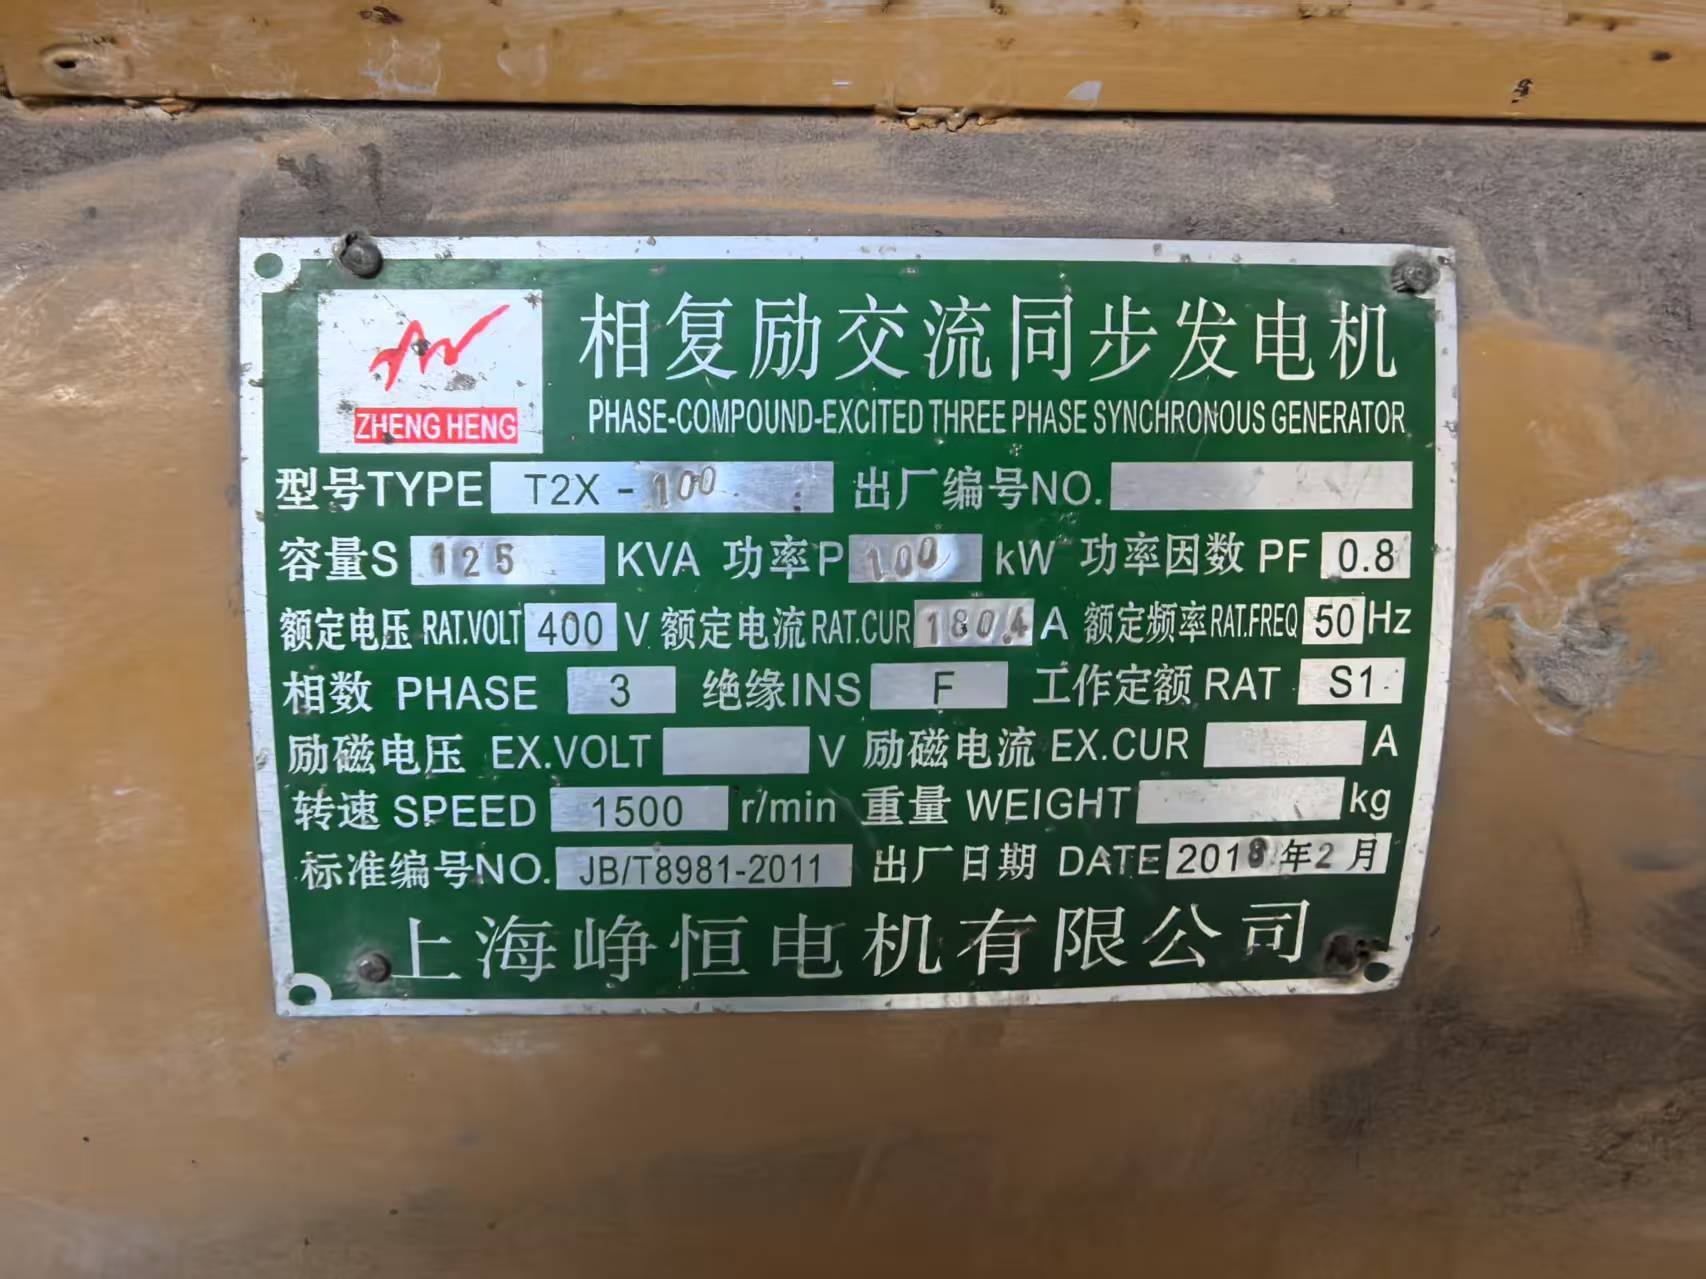 相复励交流同步发电机
ZHENG HENG
PHASE-COMPOUND-EXCITED THREE PHASE SYNCHRONOUS GENERATOR
型号TYPE T2X - 100 出厂编号NO.
容量S 125 KVA 功率P 100 kW 功率因数 PF 0.8
额定电压 RAT.VOLT 400 V 额定电流 RAT.CUR 180.4 A 额定频率 RAT.FREQ 50 Hz
相数 PHASE 3 绝缘INS F 工作定额 RAT S1
励磁电压 EX.VOLT V 励磁电流 EX.CUR A
转速 SPEED 1500 r/min 重量 WEIGHT kg
标准编号NO. JB/T8981-2011 出厂日期 DATE 2018年2月
上海峥恒电机有限公司